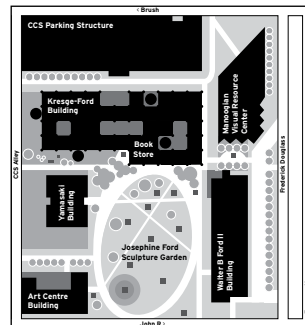 ‹ Brush
CCS Parking Structure
Kresge-Ford
Building
Manoogian
Visual Resource
Center
Book
Store
CCS Alley
Frederick Douglass
Yamasaki
Building
Josephine Ford
Sculpture Garden
Walter B Ford II
Building
Art Centre
Building
John R ›